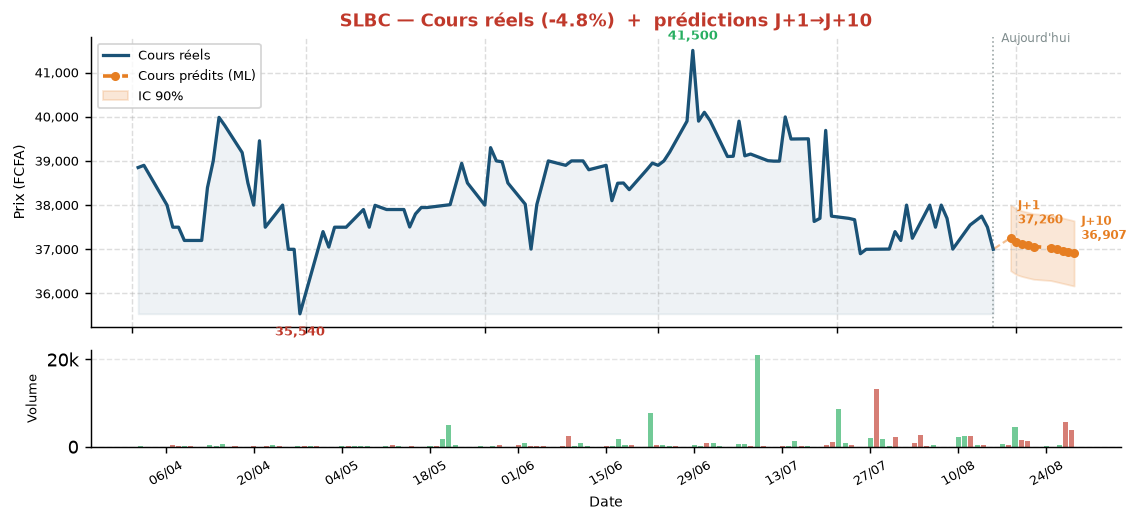 SLBC — Cours réels (-4.8%)  +  prédictions J+1→J+10
41,500
Aujourd'hui
Cours réels
Cours prédits (ML)
IC 90%
Prix (FCFA)
41,000
40,000
39,000
38,000
37,000
36,000
J+1
37,260
J+10
36,907
35,540
Volume
20k
0
06/04
20/04
04/05
18/05
01/06
15/06
29/06
13/07
27/07
10/08
24/08
Date